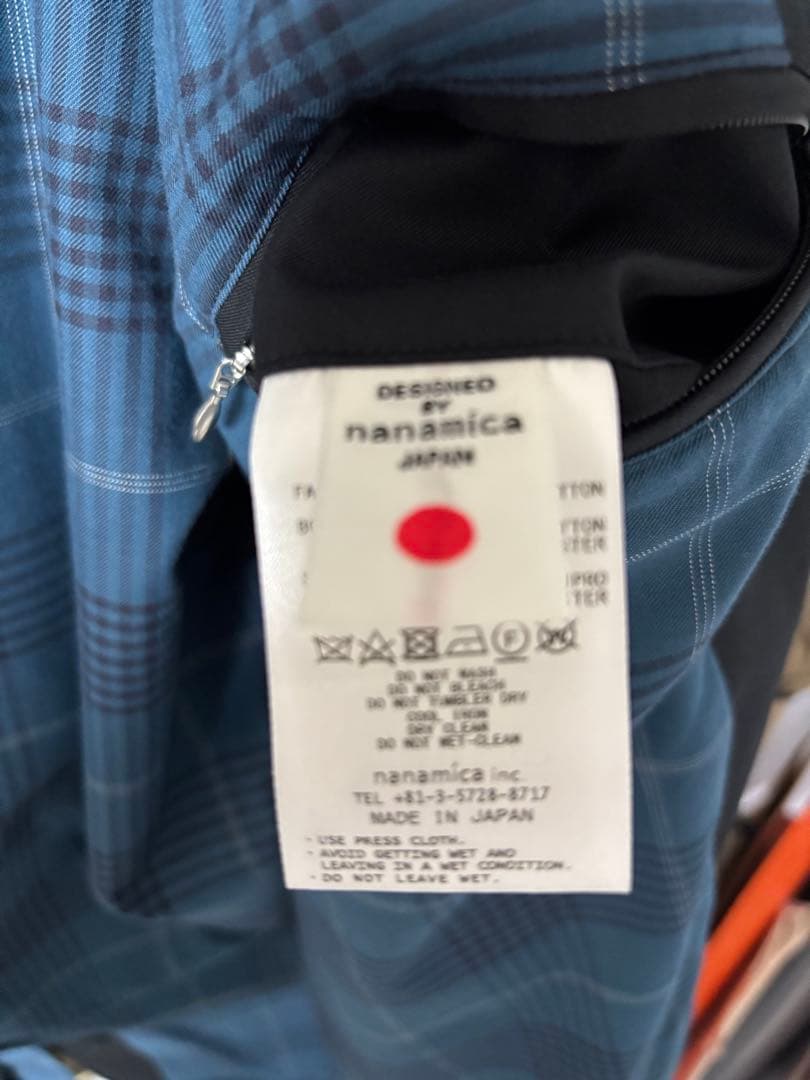 DESIGNED
BY
nanamica
JAPAN
DO NOT WASH
DO NOT BLEACH
DO NOT TUMBLER DRY
COOL IRON
DRY CLEAN
DO NOT WET-CLEAN
nanamica inc.
TEL +81-3-5728-8717
MADE IN JAPAN
· USE PRESS CLOTH.
· AVOID GETTING WET AND
LEAVING IN A WET CONDITION.
· DO NOT LEAVE WET.